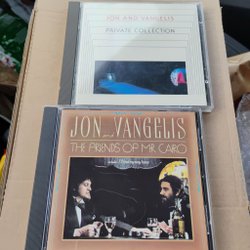 JON AND VANGELIS
PRIVATE COLLECTION
JON and VANGELIS
THE FRIENDS OF MR CAIRO